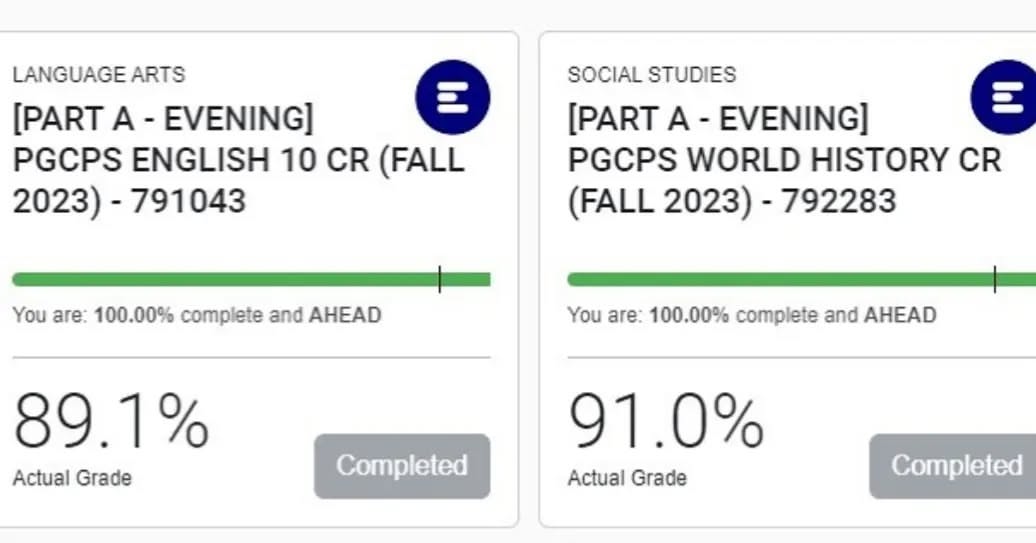 LANGUAGE ARTS
[PART A - EVENING]
PGCPS ENGLISH 10 CR (FALL
2023) - 791043
You are: 100.00% complete and AHEAD
89.1%
Actual Grade
Completed
SOCIAL STUDIES
[PART A - EVENING]
PGCPS WORLD HISTORY CR
(FALL 2023) - 792283
You are: 100.00% complete and AHEAD
91.0%
Actual Grade
Completed